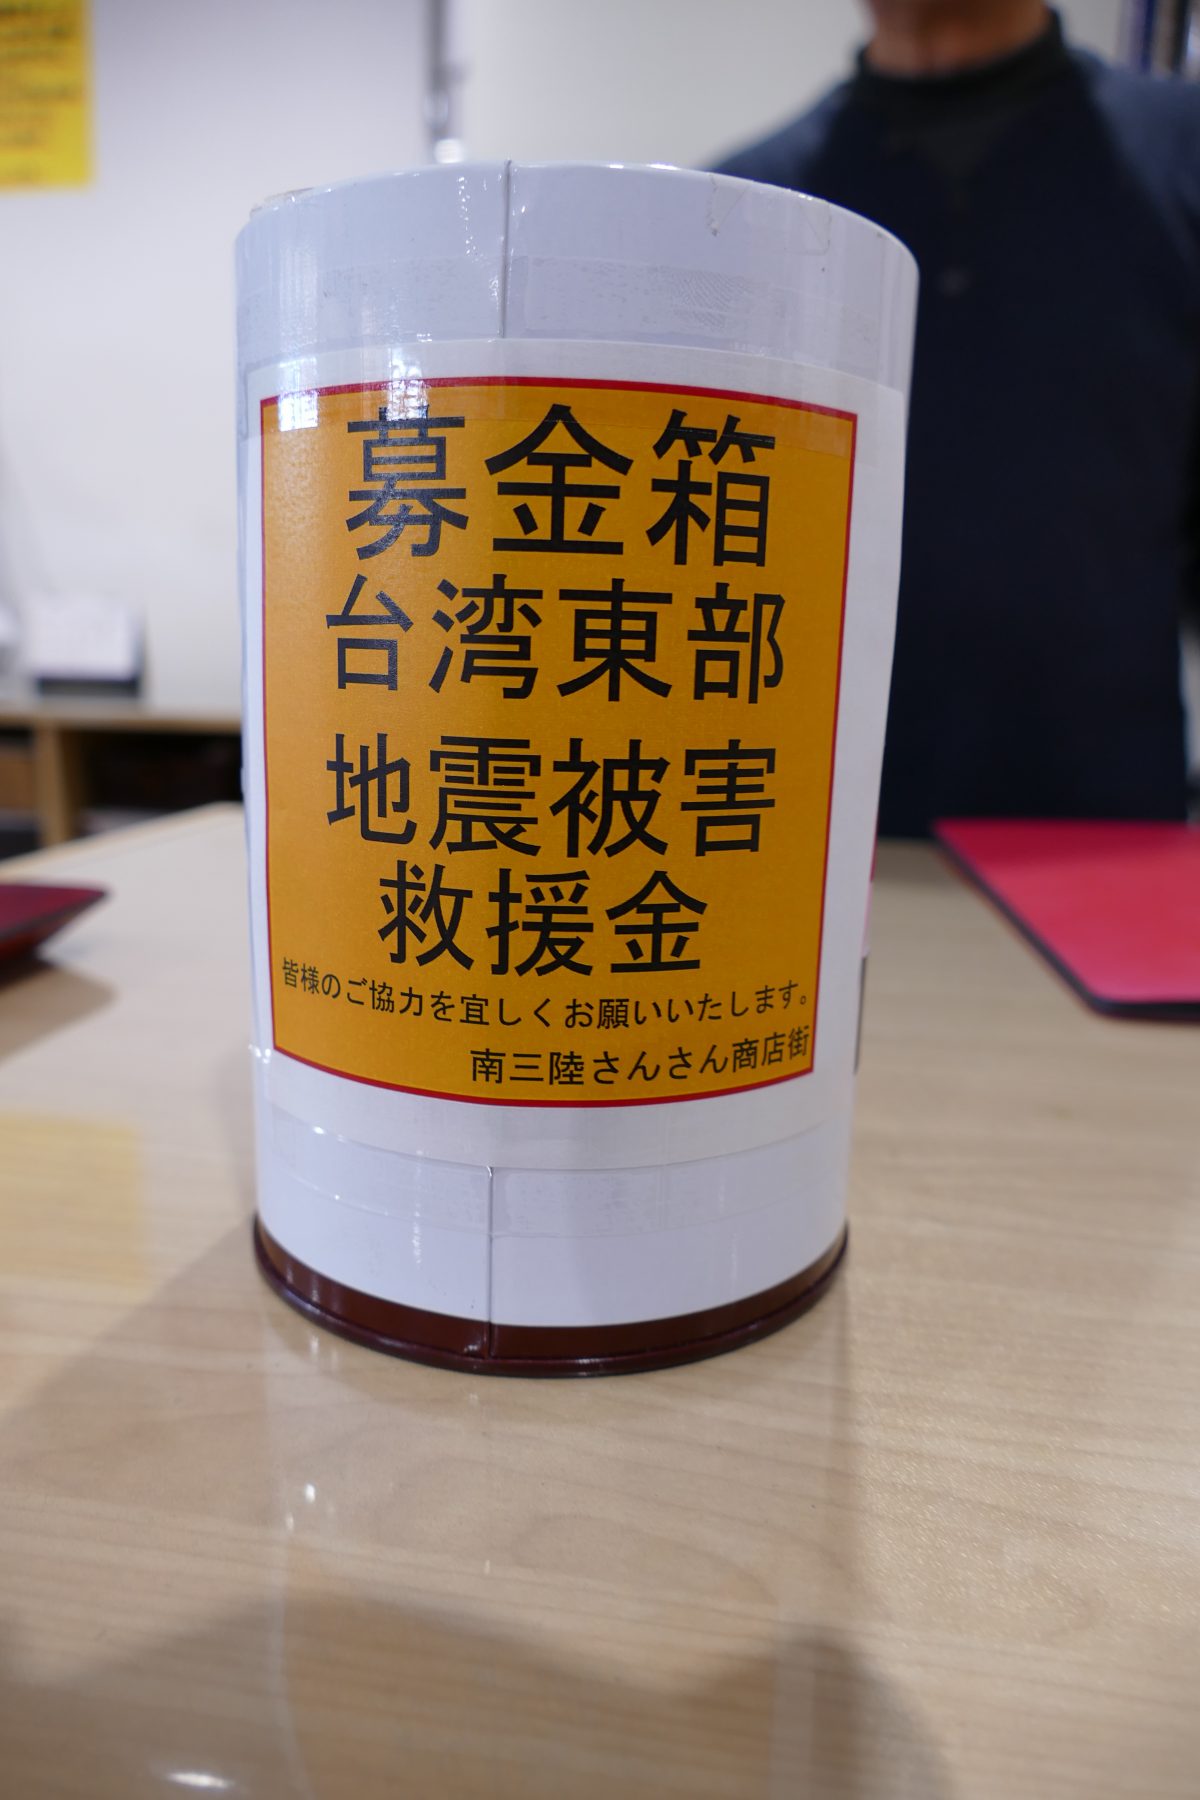 募金箱
台湾東部
地震被害
救援金
皆様のご協力を宜しくお願いいたします。
南三陸さんさん商店街